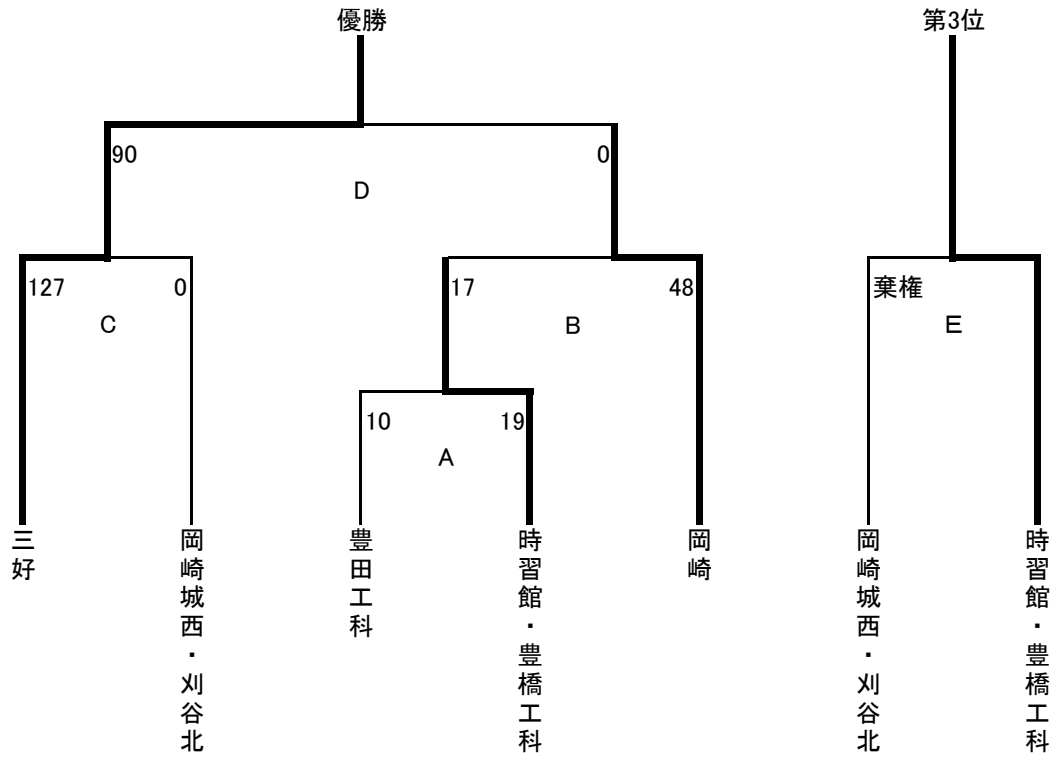 優勝
第3位
90
0
D
127
0
C
17
48
B
棄権
E
10
19
A
三好
岡崎城西・刈谷北
豊田工科
時習館・豊橋工科
岡崎
岡崎城西・刈谷北
時習館・豊橋工科